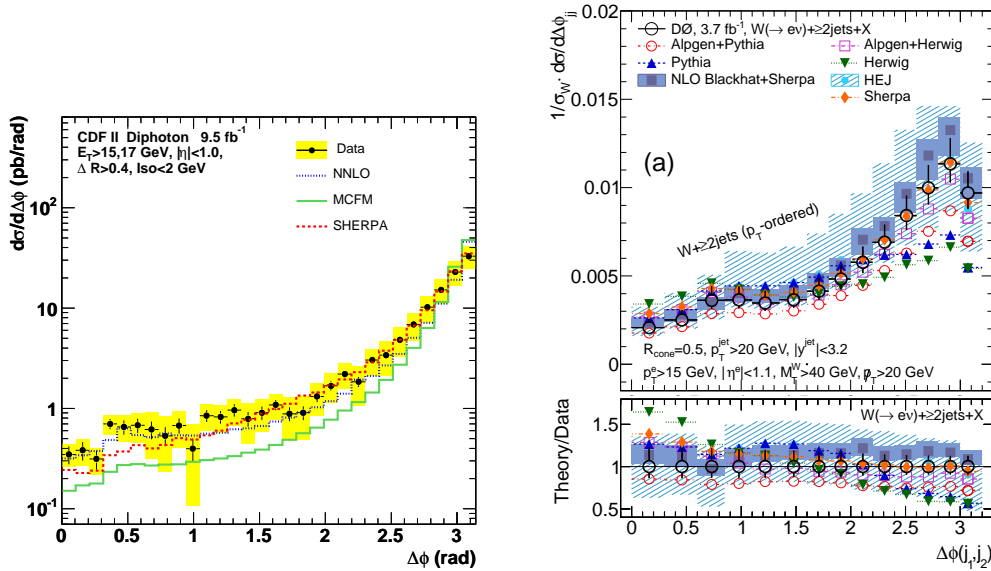 CDF II Diphoton 9.5 fb⁻¹
E_T>15,17 GeV, |η|<1.0,
Δ R>0.4, Iso<2 GeV
Data
NNLO
MCFM
SHERPA
dσ/dΔϕ (pb/rad)
10²
10
1
10⁻¹
0 0.5 1 1.5 2 2.5 3
Δϕ (rad)
1/σ_W· dσ/dΔϕ_jj
0.02
0.015
0.01
0.005
0
DØ, 3.7 fb⁻¹, W(→ eν)+≥2jets+X
Alpgen+Pythia
Alpgen+Herwig
Pythia
Herwig
NLO Blackhat+Sherpa
HEJ
Sherpa
(a)
W+≥2jets (p_T-ordered)
R_cone=0.5, p_T^jet>20 GeV, |y^jet|<3.2
p_T^e>15 GeV, |η^e|<1.1, M_T^W>40 GeV, p̸_T>20 GeV
Theory/Data
W(→ eν)+≥2jets+X
1.5
1
0.5
0 0.5 1 1.5 2 2.5 3
Δϕ(j_1,j_2)